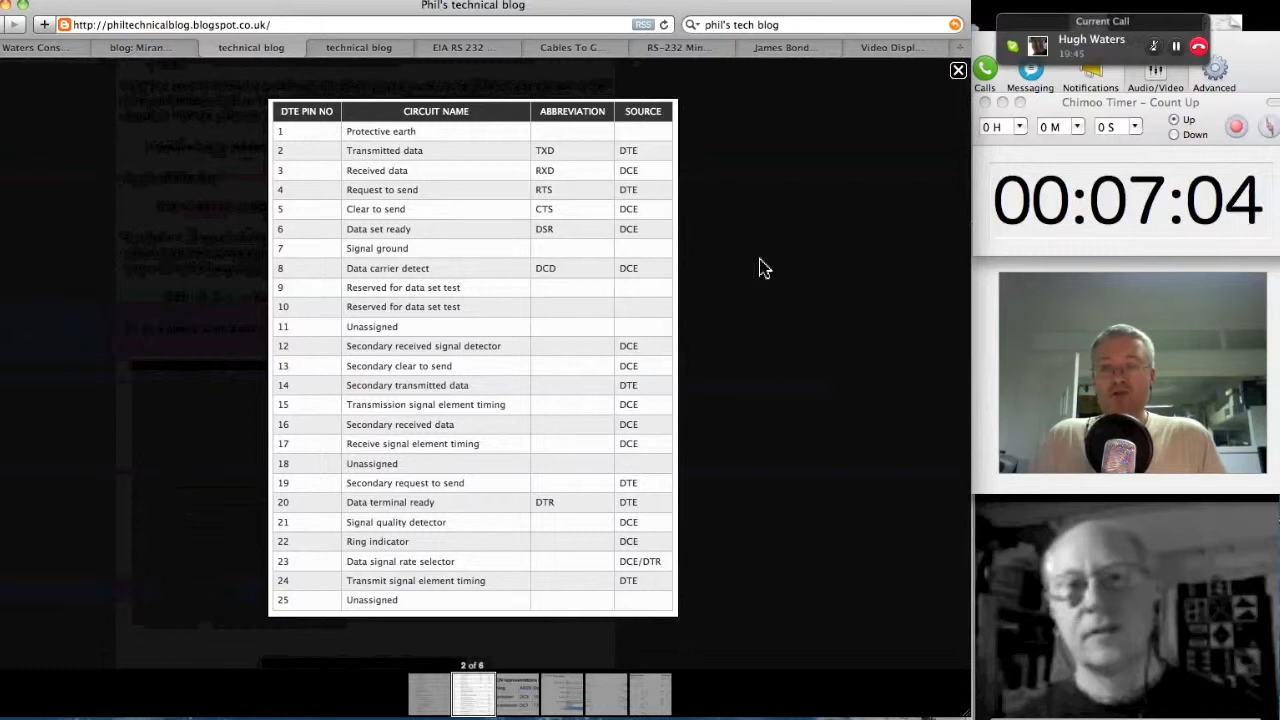 Phil's technical blog
http://philtechnicalblog.blogspot.co.uk/
RSS
phil's tech blog
Waters Cons...
blog: Miran...
technical blog
technical blog
EIA RS 232 ...
Cables To G...
RS-232 Min...
James Bond...
Video Displ...
DTE PIN NO CIRCUIT NAME ABBREVIATION SOURCE
1 Protective earth
2 Transmitted data TXD DTE
3 Received data RXD DCE
4 Request to send RTS DTE
5 Clear to send CTS DCE
6 Data set ready DSR DCE
7 Signal ground
8 Data carrier detect DCD DCE
9 Reserved for data set test
10 Reserved for data set test
11 Unassigned
12 Secondary received signal detector DCE
13 Secondary clear to send DCE
14 Secondary transmitted data DTE
15 Transmission signal element timing DCE
16 Secondary received data DCE
17 Receive signal element timing DCE
18 Unassigned
19 Secondary request to send DTE
20 Data terminal ready DTR DTE
21 Signal quality detector DCE
22 Ring indicator DCE
23 Data signal rate selector DCE/DTR
24 Transmit signal element timing DTE
25 Unassigned
2 of 6
Current Call
Hugh Waters
19:45
Calls
Messaging
Notifications
Audio/Video
Advanced
Chimoo Timer – Count Up
0 H
0 M
0 S
Up
Down
00:07:04